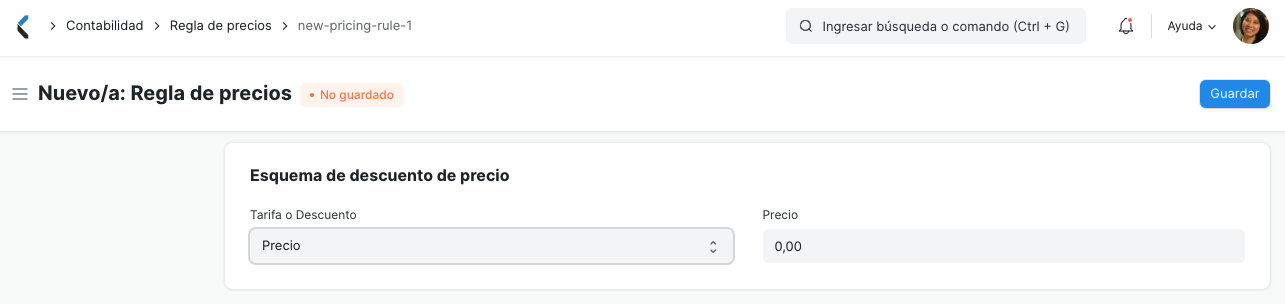 Contabilidad
Regla de precios
new-pricing-rule-1
Ingresar búsqueda o comando (Ctrl + G)
Ayuda
Nuevo/a: Regla de precios
• No guardado
Guardar
Esquema de descuento de precio
Tarifa o Descuento
Precio
Precio
0,00